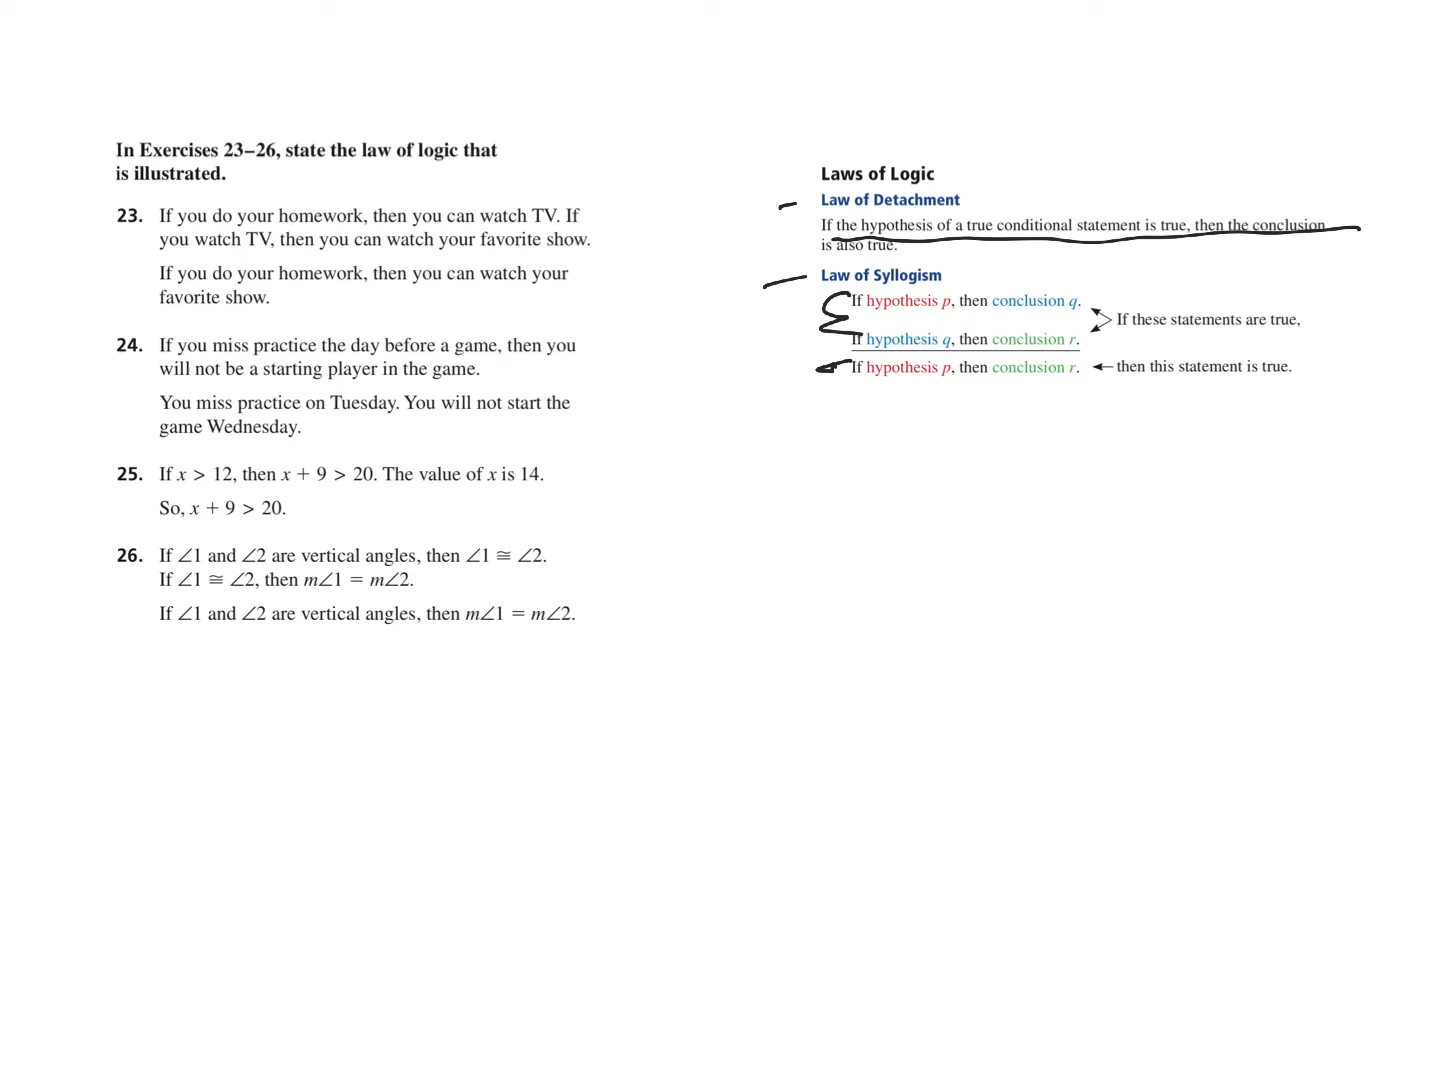 In Exercises 23–26, state the law of logic that
is illustrated.
23. If you do your homework, then you can watch TV. If
you watch TV, then you can watch your favorite show.
If you do your homework, then you can watch your
favorite show.
24. If you miss practice the day before a game, then you
will not be a starting player in the game.
You miss practice on Tuesday. You will not start the
game Wednesday.
25. If x > 12, then x + 9 > 20. The value of x is 14.
So, x + 9 > 20.
26. If ∠1 and ∠2 are vertical angles, then ∠1 ≅ ∠2.
If ∠1 ≅ ∠2, then m∠1 = m∠2.
If ∠1 and ∠2 are vertical angles, then m∠1 = m∠2.
Laws of Logic
Law of Detachment
If the hypothesis of a true conditional statement is true, then the conclusion
is also true.
Law of Syllogism
If hypothesis p, then conclusion q.
If these statements are true,
If hypothesis q, then conclusion r.
If hypothesis p, then conclusion r. then this statement is true.